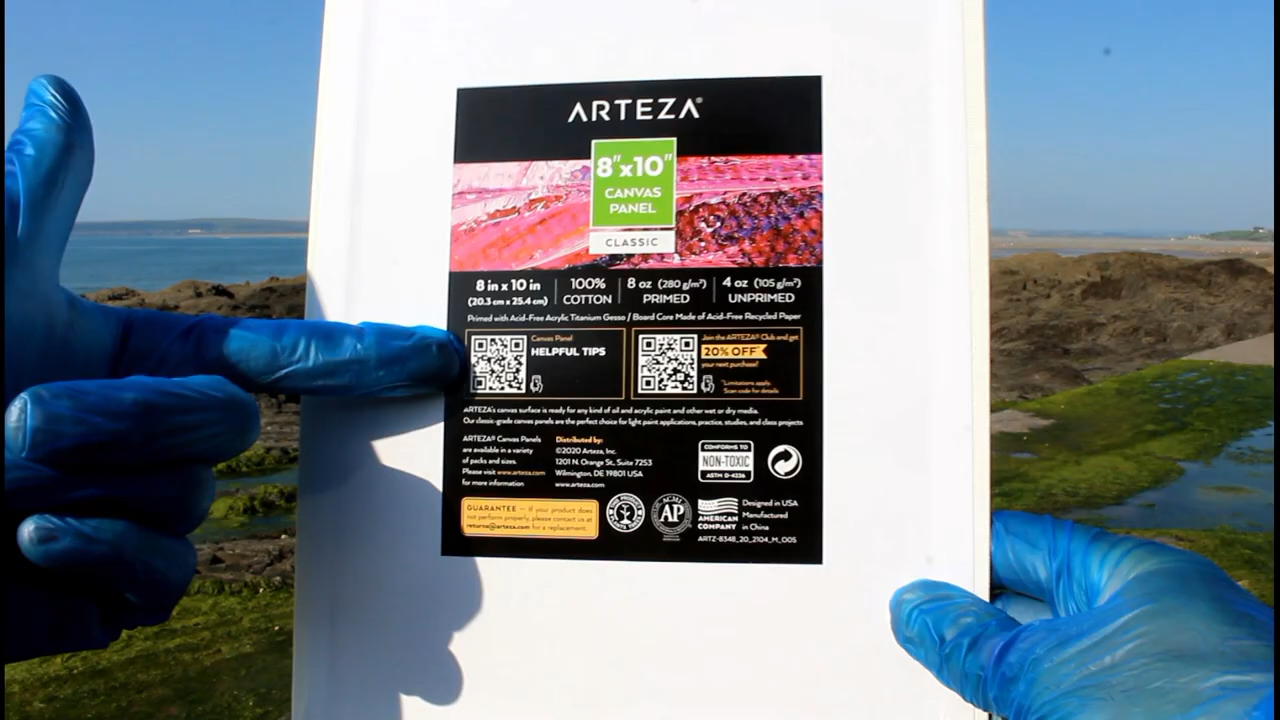 ARTEZA®
8"x10"
CANVAS
PANEL
CLASSIC
8 in x 10 in
(20.3 cm x 25.4 cm)
100%
COTTON
8 oz (280 g/m²)
PRIMED
4 oz (105 g/m²)
UNPRIMED
Primed with Acid-Free Acrylic Titanium Gesso / Board Core Made of Acid-Free Recycled Paper
Canvas Panel
HELPFUL TIPS
Join the ARTEZA® Club and get
20% OFF
your next purchase!*
*Limitations apply.
Scan code for details
ARTEZA's canvas surface is ready for any kind of oil and acrylic paint and other wet or dry media.
Our classic-grade canvas panels are the perfect choice for light paint applications, practice, studies, and class projects
ARTEZA® Canvas Panels
are available in a variety
of packs and sizes.
Please visit www.arteza.com
for more information
Distributed by:
©2020 Arteza, Inc.
1201 N. Orange St., Suite 7253
Wilmington, DE 19801 USA
www.arteza.com
CONFORMS TO
NON-TOXIC
ASTM D-4236
GUARANTEE — If your product does
not perform properly, please contact us at
returns@arteza.com for a replacement.
ACMI
AP
AMERICAN
COMPANY
Designed in USA
Manufactured
in China
ARTZ-8348_20_2104_M_005